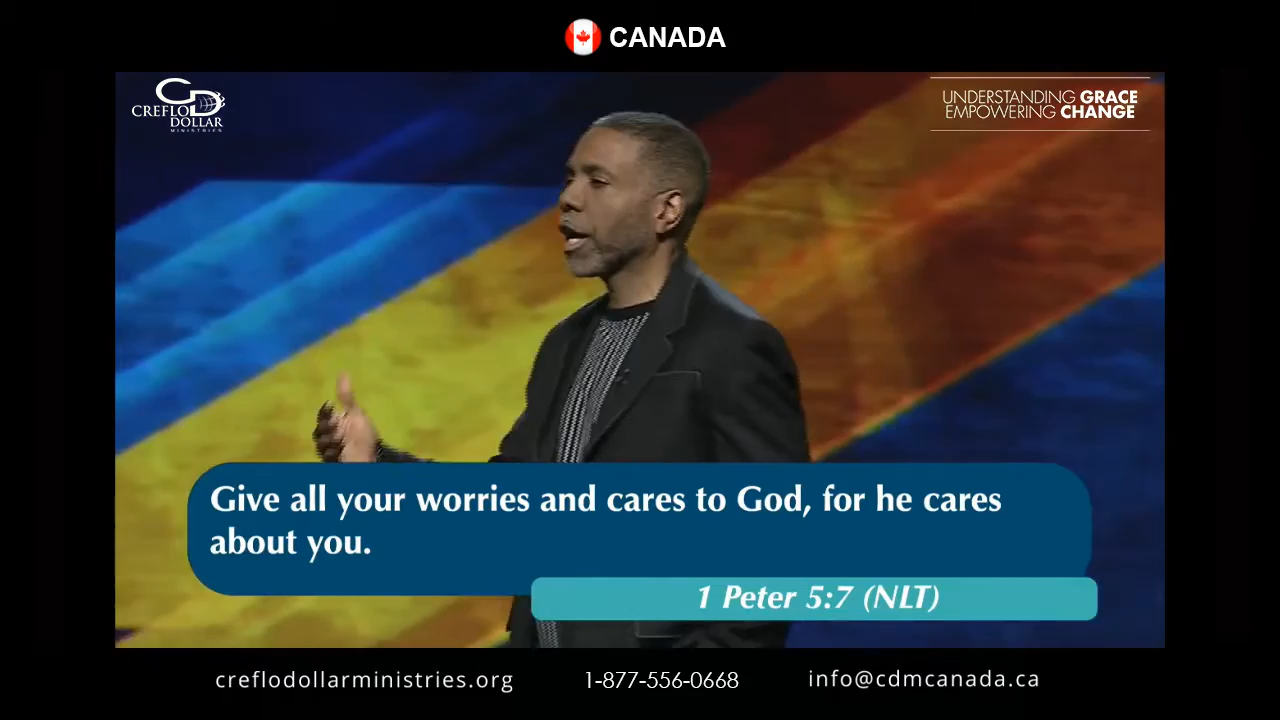 CANADA
CREFLO
DOLLAR
MINISTRIES
UNDERSTANDING GRACE
EMPOWERING CHANGE
Give all your worries and cares to God, for he cares
about you.
1 Peter 5:7 (NLT)
creflodollarministries.org 1-877-556-0668 info@cdmcanada.ca